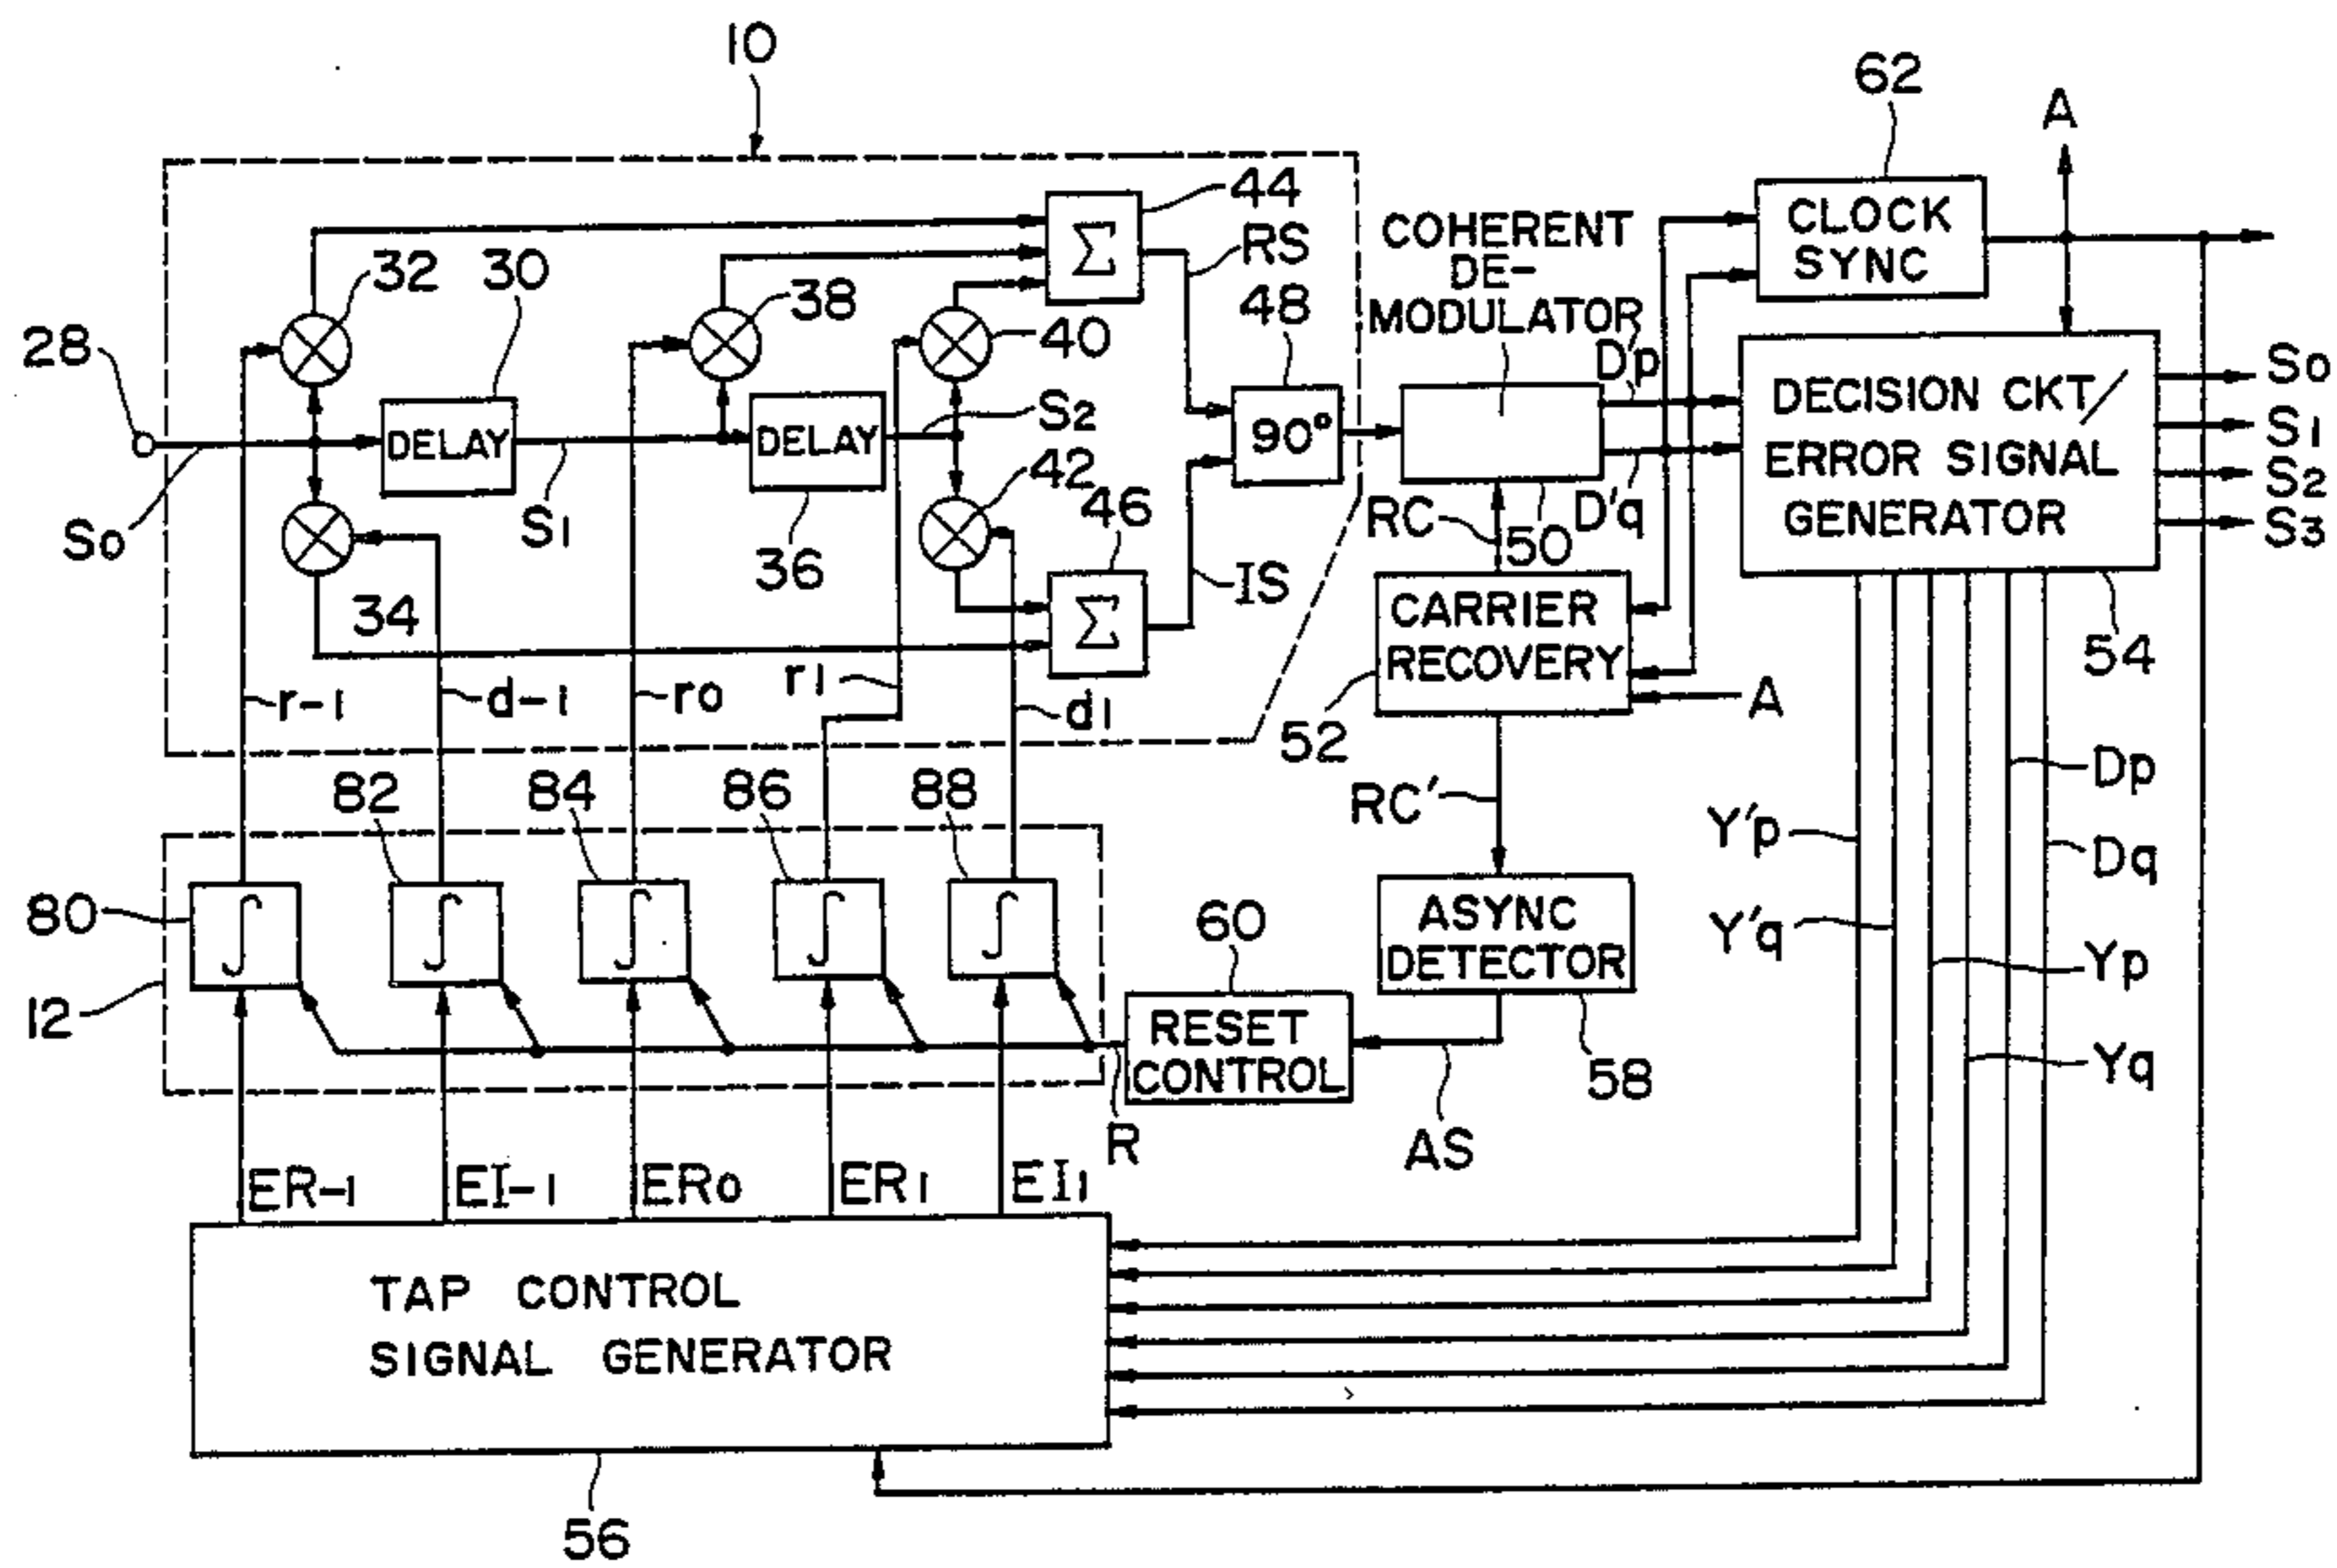 10
62
A
44
CLOCK
SYNC
COHERENT
DE-
MODULATOR
RS
Σ
32
30
38
48
40
28
D'p
DELAY
DELAY
S2
90°
DECISION CKT/
ERROR SIGNAL
GENERATOR
S0
S1
S2
S3
42
46
S0
S1
36
RC
50
D'q
34
IS
Σ
CARRIER
RECOVERY
54
r-1
d-1
r0
r1
d1
52
A
82
84
86
88
RC'
Dp
Y'p
Dq
80
∫
∫
∫
∫
∫
60
ASYNC
DETECTOR
Y'q
Yp
12
RESET
CONTROL
58
Yq
R
AS
ER-1
EI-1
ER0
ER1
EI1
TAP CONTROL
SIGNAL GENERATOR
56